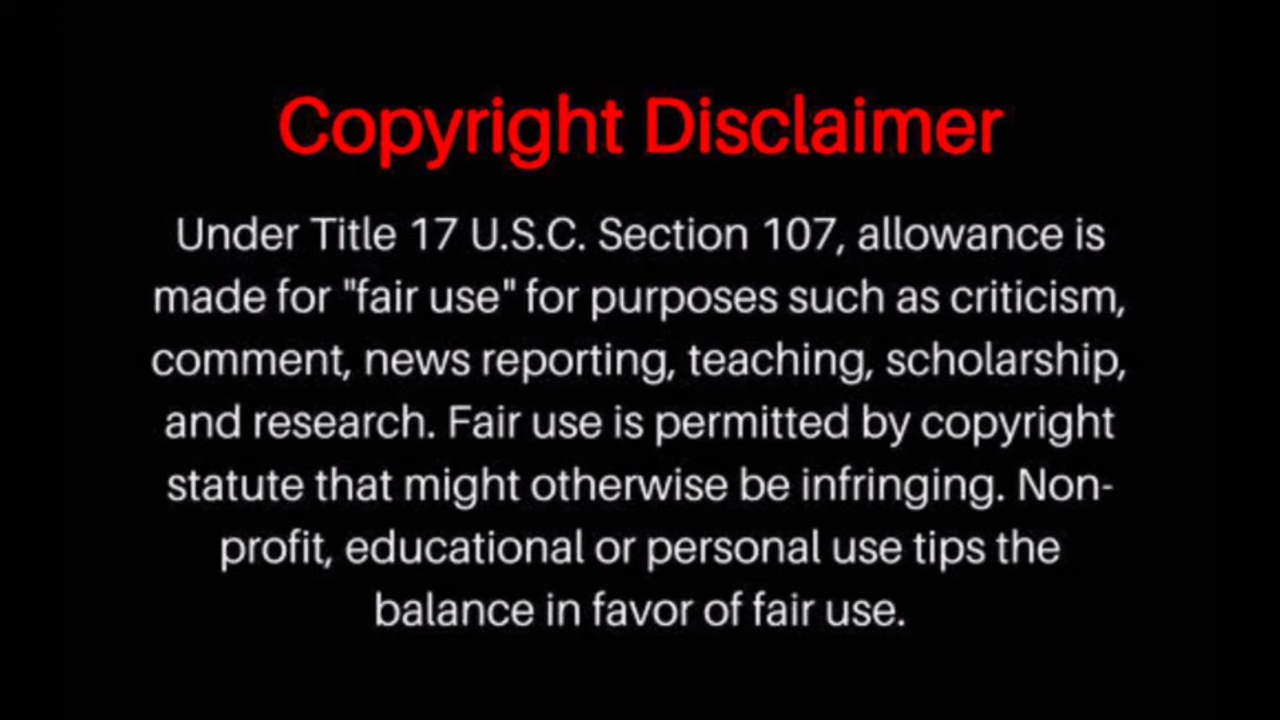 Copyright Disclaimer
Under Title 17 U.S.C. Section 107, allowance is
made for "fair use" for purposes such as criticism,
comment, news reporting, teaching, scholarship,
and research. Fair use is permitted by copyright
statute that might otherwise be infringing. Non-
profit, educational or personal use tips the
balance in favor of fair use.